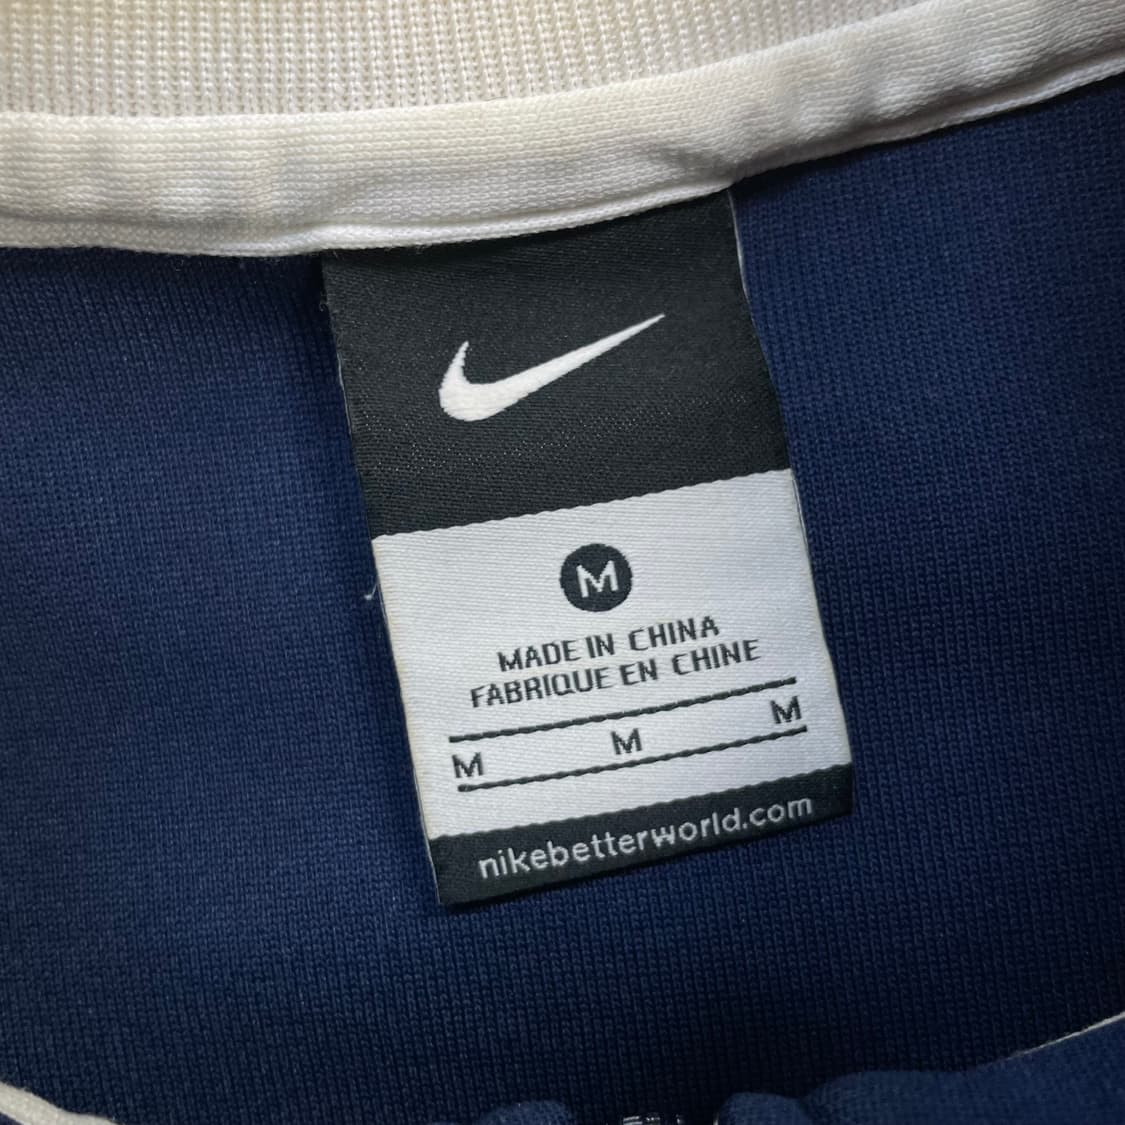 M
MADE IN CHINA
FABRIQUE EN CHINE
M M M
nikebetterworld.com